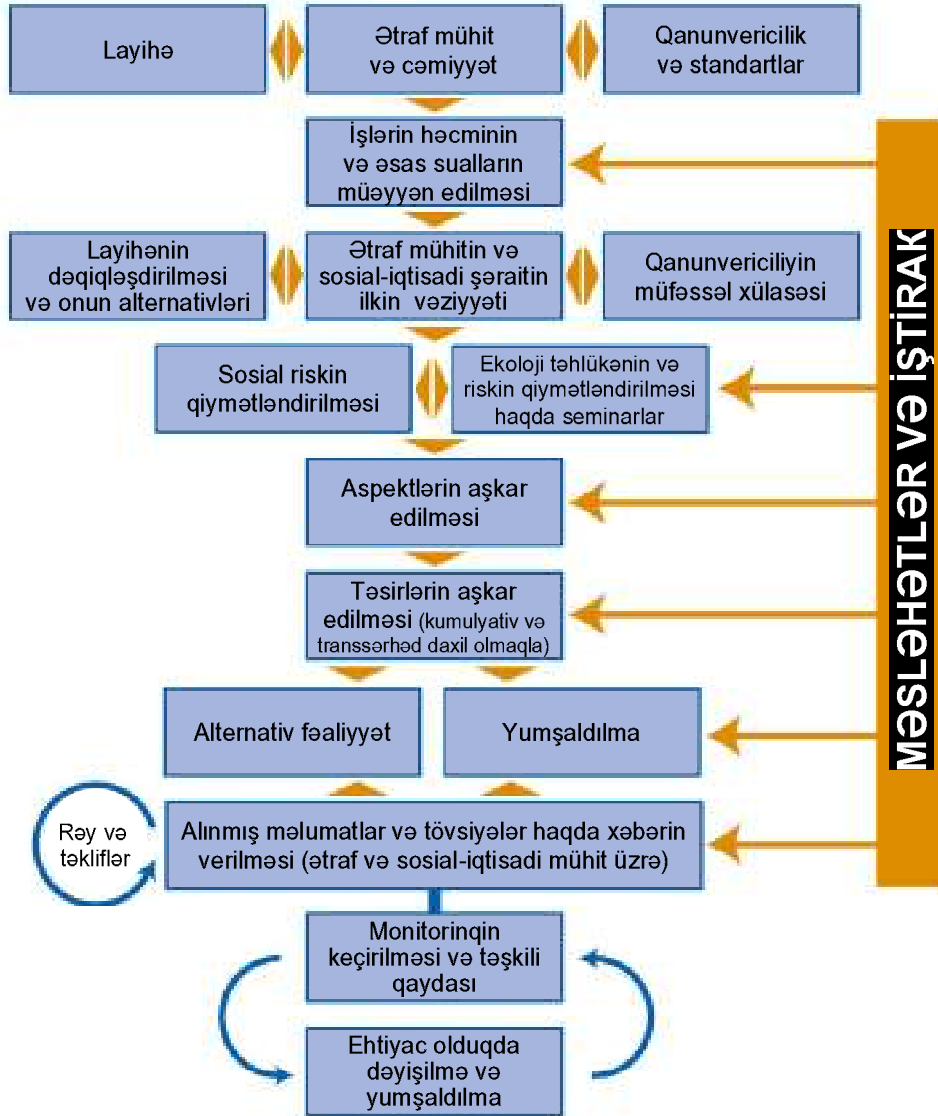 Layihə
Ətraf mühit
və cəmiyyət
Qanunvericilik
və standartlar
İşlərin həcminin
və əsas sualların
müəyyən edilməsi
Layihənin
dəqiqləşdirilməsi
və onun alternativləri
Ətraf mühitin və
sosial-iqtisadi şəraitin
ilkin vəziyyəti
Qanunvericiliyin
müfəssəl xülasəsi
Sosial riskin
qiymətləndirilməsi
Ekoloji təhlükənin və
riskin qiymətləndirilməsi
haqda seminarlar
Aspektlərin aşkar
edilməsi
Təsirlərin aşkar
edilməsi (kumulyativ və
transsərhəd daxil olmaqla)
Alternativ fəaliyyət
Yumşaldılma
Rəy və
təkliflər
Alınmış məlumatlar və tövsiyələr haqda xəbərin
verilməsi (ətraf və sosial-iqtisadi mühit üzrə)
Monitorinqin
keçirilməsi və təşkili
qaydası
Ehtiyac olduqda
dəyişilmə və
yumşaldılma
MəSLəHəTLəR Və İŞTİRAK